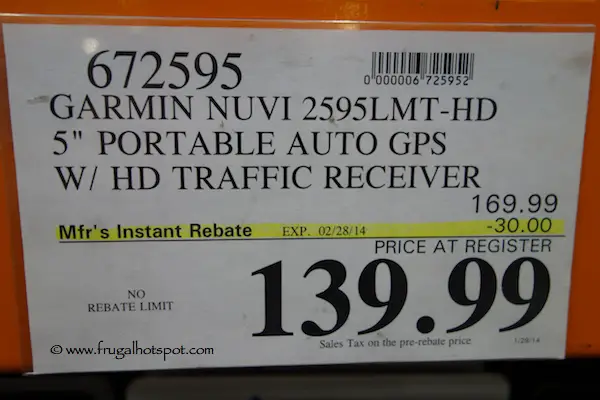 672595
0 000006 725952
GARMIN NUVI 2595LMT-HD
5" PORTABLE AUTO GPS
W/ HD TRAFFIC RECEIVER
169.99
Mfr's Instant Rebate EXP. 02/28/14 -30.00
PRICE AT REGISTER
NO
REBATE LIMIT
139.99
Sales Tax on the pre-rebate price 1/28/14
© www.frugalhotspot.com